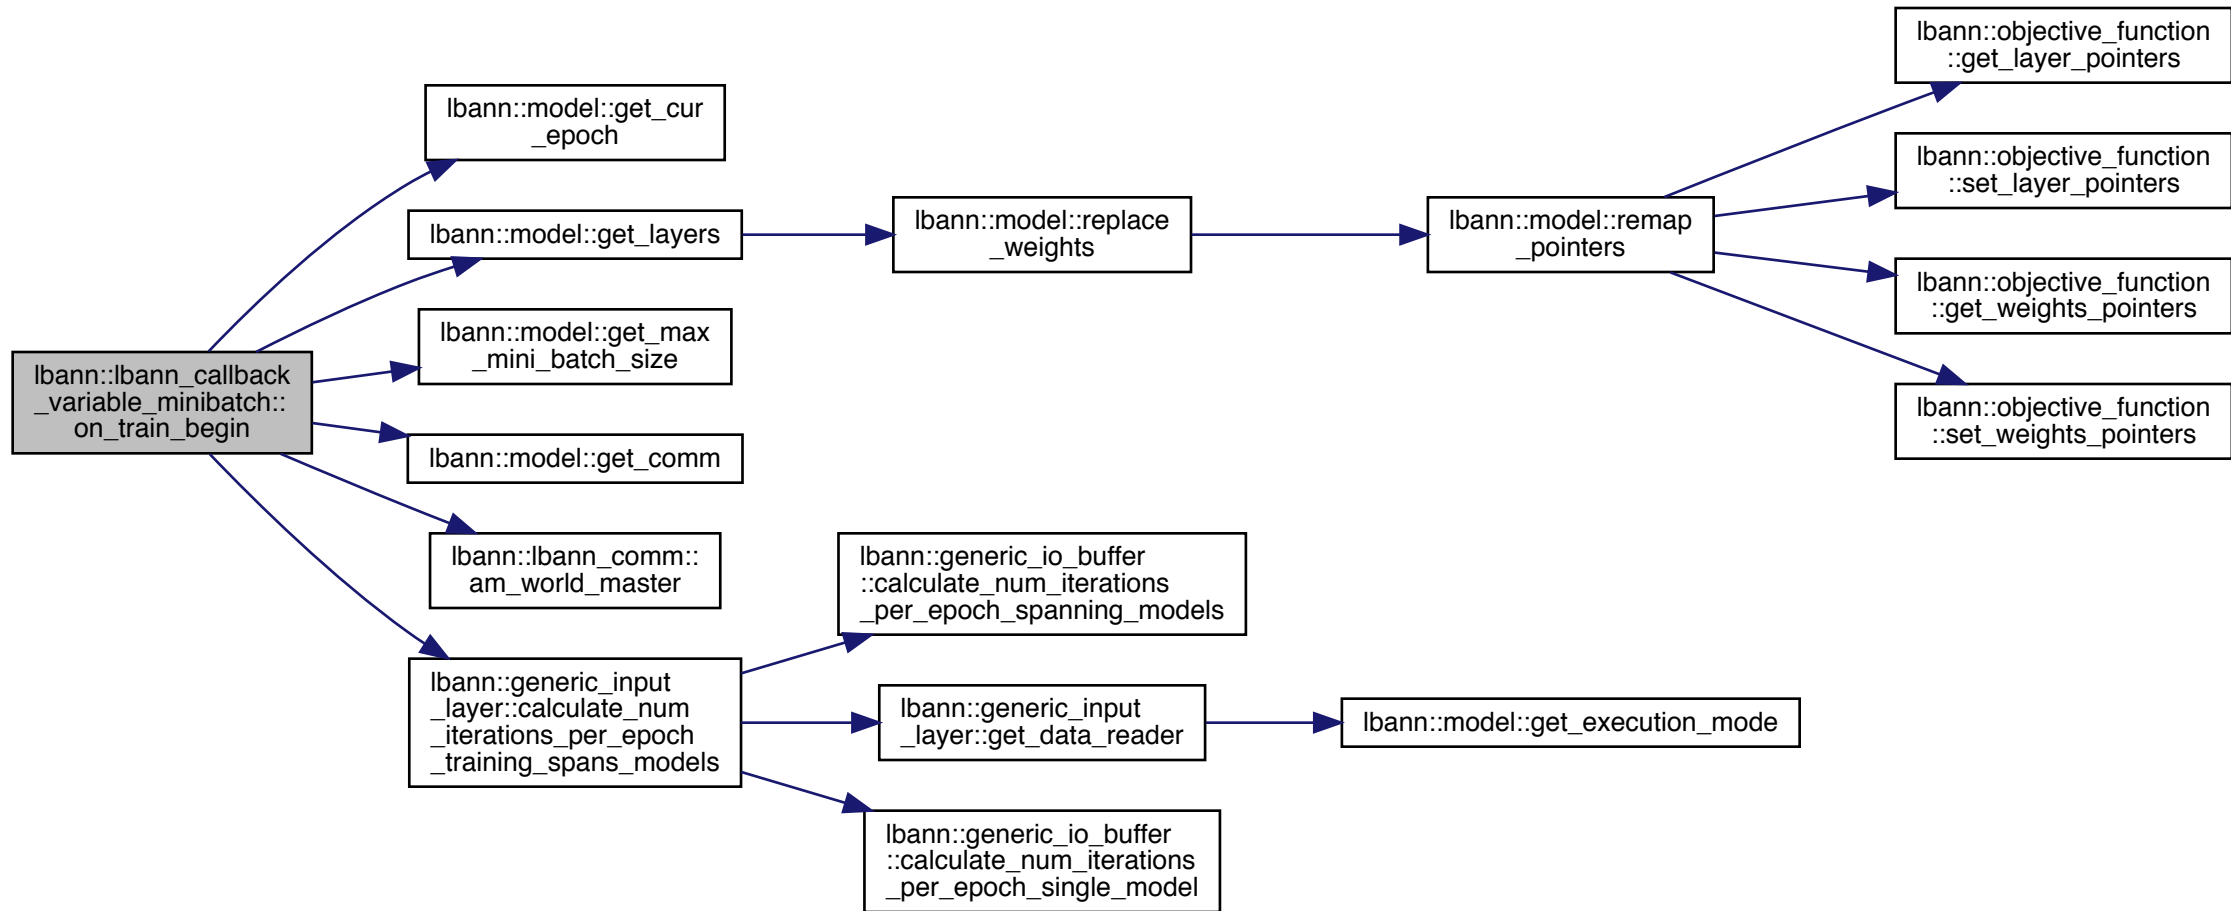 lbann::lbann_callback
_variable_minibatch::
on_train_begin
lbann::model::get_cur
_epoch
lbann::model::get_layers
lbann::model::get_max
_mini_batch_size
lbann::model::get_comm
lbann::lbann_comm::
am_world_master
lbann::generic_input
_layer::calculate_num
_iterations_per_epoch
_training_spans_models
lbann::model::replace
_weights
lbann::model::remap
_pointers
lbann::objective_function
::get_layer_pointers
lbann::objective_function
::set_layer_pointers
lbann::objective_function
::get_weights_pointers
lbann::objective_function
::set_weights_pointers
lbann::generic_io_buffer
::calculate_num_iterations
_per_epoch_spanning_models
lbann::generic_input
_layer::get_data_reader
lbann::model::get_execution_mode
lbann::generic_io_buffer
::calculate_num_iterations
_per_epoch_single_model